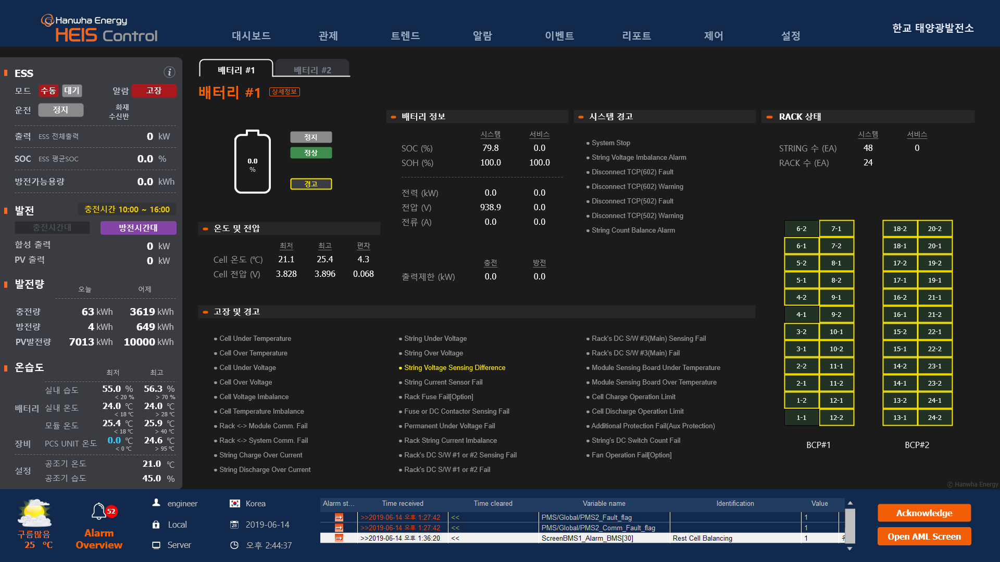 Hanwha Energy
HEIS Control
대시보드 관제 트렌드 알람 이벤트 리포트 제어 설정
한교 태양광발전소
ESS
i
모드 수동 대기 알람 고장
운전 정지 화재
수신반
출력 ESS 전체출력 0 kW
SOC ESS 평균SOC 0.0 %
방전가능용량 0.0 kWh
발전 충전시간 10:00 ~ 16:00
충전시간대 방전시간대
합성 출력 0 kW
PV 출력 0 kW
발전량 오늘 어제
충전량 63 kWh 3619 kWh
방전량 4 kWh 649 kWh
PV발전량 7013 kWh 10000 kWh
온습도 최저 최고
실내 습도 55.0 % 56.3 %
< 20 % > 70 %
배터리 실내 온도 24.0 ℃ 24.0 ℃
< 18 ℃ > 28 ℃
모듈 온도 25.4 ℃ 25.9 ℃
< 18 ℃ > 40 ℃
장비 PCS UNIT 온도 0.0 ℃ 24.6 ℃
< 0 ℃ > 95 ℃
설정 공조기 온도 21.0 ℃
공조기 습도 45.0 %
배터리 #1 배터리 #2
배터리 #1 상세정보
0.0
%
정지
정상
경고
온도 및 전압
최저 최고 편차
Cell 온도 (℃) 21.1 25.4 4.3
Cell 전압 (V) 3.828 3.896 0.068
배터리 정보
시스템 서비스
SOC (%) 79.8 0.0
SOH (%) 100.0 100.0
전력 (kW) 0.0 0.0
전압 (V) 938.9 0.0
전류 (A) 0.0 0.0
충전 방전
출력제한 (kW) 0.0 0.0
시스템 경고
System Stop
String Voltage Imbalance Alarm
Disconnect TCP(602) Fault
Disconnect TCP(602) Warning
Disconnect TCP(502) Fault
Disconnect TCP(502) Warning
String Count Balance Alarm
고장 및 경고
Cell Under Temperature
Cell Over Temperature
Cell Under Voltage
Cell Over Voltage
Cell Voltage Imbalance
Cell Temperature Imbalance
Rack <-> Module Comm. Fail
Rack <-> System Comm. Fail
String Charge Over Current
String Discharge Over Current
String Under Voltage
String Over Voltage
String Voltage Sensing Difference
String Current Sensor Fail
Rack Fuse Fail[Option]
Fuse or DC Contactor Sensing Fail
Permanent Under Voltage Fail
Rack String Current Imbalance
Rack's DC S/W #1 or #2 Sensing Fail
Rack's DC S/W #1 or #2 Fail
Rack's DC S/W #3(Main) Sensing Fail
Rack's DC S/W #3(Main) Fail
Module Sensing Board Under Temperature
Module Sensing Board Over Temperature
Cell Charge Operation Limit
Cell Discharge Operation Limit
Additional Protection Fail(Aux Protection)
String's DC Switch Count Fail
Fan Operation Fail[Option]
RACK 상태
시스템 서비스
STRING 수 (EA) 48 0
RACK 수 (EA) 24
6-2 7-1 18-2 20-2
6-1 7-2 18-1 20-1
5-2 8-1 17-2 19-2
5-1 8-2 17-1 19-1
4-2 9-1 16-2 21-1
4-1 9-2 16-1 21-2
3-2 10-1 15-2 22-1
3-1 10-2 15-1 22-2
2-2 11-1 14-2 23-1
2-1 11-2 14-1 23-2
1-2 12-1 13-2 24-1
1-1 12-2 13-1 24-2
BCP#1 BCP#2
© Hanwha Energy
구름많음
25 ℃
52
Alarm
Overview
engineer
Local
Server
Korea
28 2019-06-14
오후 2:44:37
Alarm st... Time received Time cleared Variable name Identification Value
>>2019-06-14 오후 1:27:42 << PMS/Global/PMS2_Fault_flag 1
>>2019-06-14 오후 1:27:42 << PMS/Global/PMS2_Comm_Fault_flag 1
>>2019-06-14 오후 1:36:20 << ScreenBMS1_Alarm_BMS[30] Rest Cell Balancing 1
Acknowledge
Open AML Screen